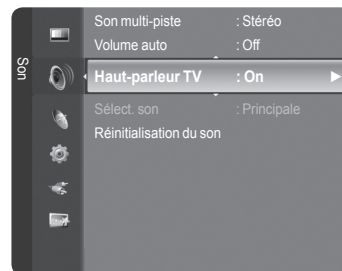 Son
Son multi-piste : Stéréo
Volume auto : Off
Haut-parleur TV : On
Sélect. son : Principale
Réinitialisation du son